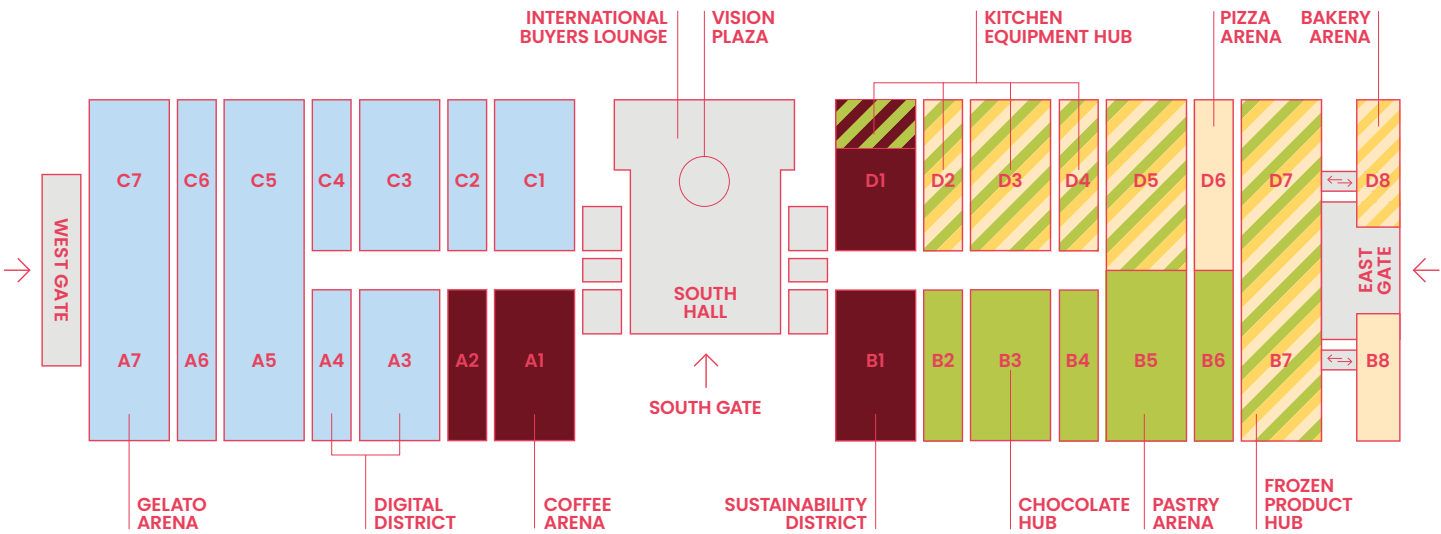 INTERNATIONAL
BUYERS LOUNGE
VISION
PLAZA
KITCHEN
EQUIPMENT HUB
PIZZA
ARENA
BAKERY
ARENA
C7
C6
C5
C4
C3
C2
C1
D1
D2
D3
D4
D5
D6
D7
D8
WEST GATE
EAST
GATE
SOUTH
HALL
A7
A6
A5
A4
A3
A2
A1
B1
B2
B3
B4
B5
B6
B7
B8
SOUTH GATE
GELATO
ARENA
DIGITAL
DISTRICT
COFFEE
ARENA
SUSTAINABILITY
DISTRICT
CHOCOLATE
HUB
PASTRY
ARENA
FROZEN
PRODUCT
HUB